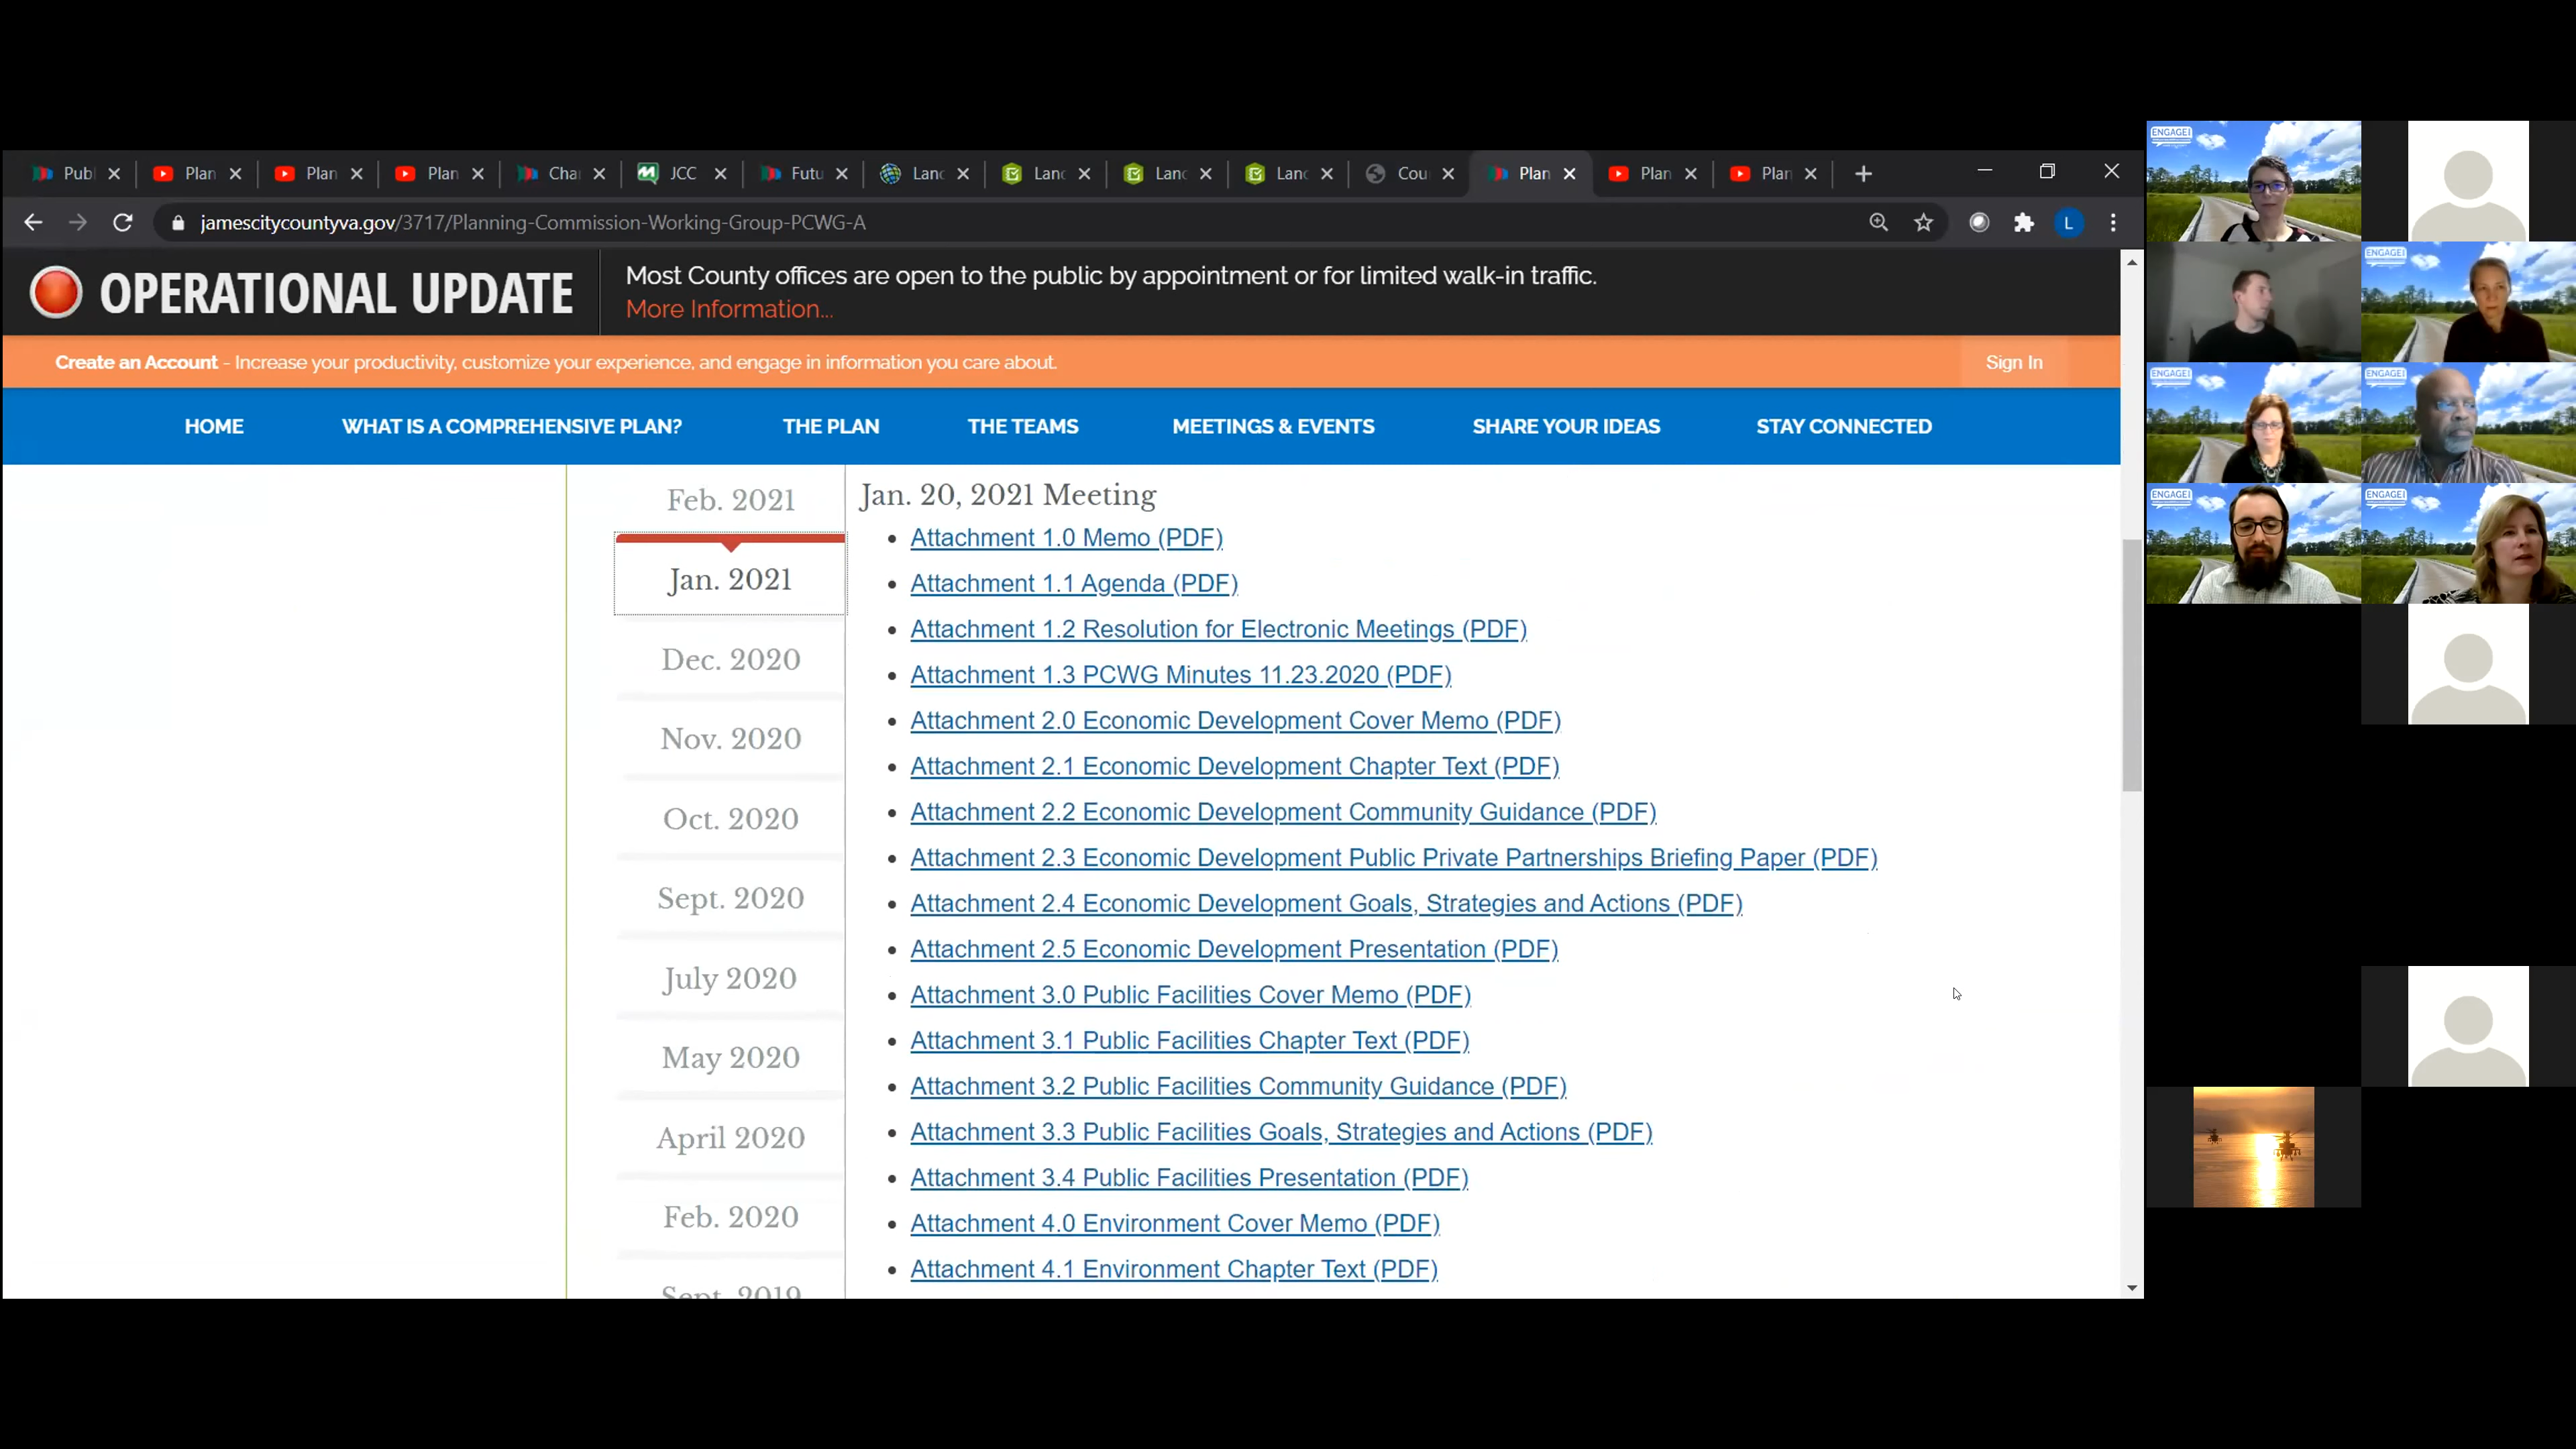 Publ
Plan
Plan
Plan
Cha
JCC
Futu
Land
Land
Land
Land
Cou
Plan
Plan
Plan
jamescitycountyva.gov/3717/Planning-Commission-Working-Group-PCWG-A
L
OPERATIONAL UPDATE
Most County offices are open to the public by appointment or for limited walk-in traffic.
More Information...
Create an Account - Increase your productivity, customize your experience, and engage in information you care about.
Sign In
HOME
WHAT IS A COMPREHENSIVE PLAN?
THE PLAN
THE TEAMS
MEETINGS & EVENTS
SHARE YOUR IDEAS
STAY CONNECTED
Feb. 2021
Jan. 2021
Dec. 2020
Nov. 2020
Oct. 2020
Sept. 2020
July 2020
May 2020
April 2020
Feb. 2020
Sept. 2019
Jan. 20, 2021 Meeting
• Attachment 1.0 Memo (PDF)
• Attachment 1.1 Agenda (PDF)
• Attachment 1.2 Resolution for Electronic Meetings (PDF)
• Attachment 1.3 PCWG Minutes 11.23.2020 (PDF)
• Attachment 2.0 Economic Development Cover Memo (PDF)
• Attachment 2.1 Economic Development Chapter Text (PDF)
• Attachment 2.2 Economic Development Community Guidance (PDF)
• Attachment 2.3 Economic Development Public Private Partnerships Briefing Paper (PDF)
• Attachment 2.4 Economic Development Goals, Strategies and Actions (PDF)
• Attachment 2.5 Economic Development Presentation (PDF)
• Attachment 3.0 Public Facilities Cover Memo (PDF)
• Attachment 3.1 Public Facilities Chapter Text (PDF)
• Attachment 3.2 Public Facilities Community Guidance (PDF)
• Attachment 3.3 Public Facilities Goals, Strategies and Actions (PDF)
• Attachment 3.4 Public Facilities Presentation (PDF)
• Attachment 4.0 Environment Cover Memo (PDF)
• Attachment 4.1 Environment Chapter Text (PDF)
ENGAGE!
ENGAGE!
ENGAGE!
ENGAGE!
ENGAGE!
ENGAGE!